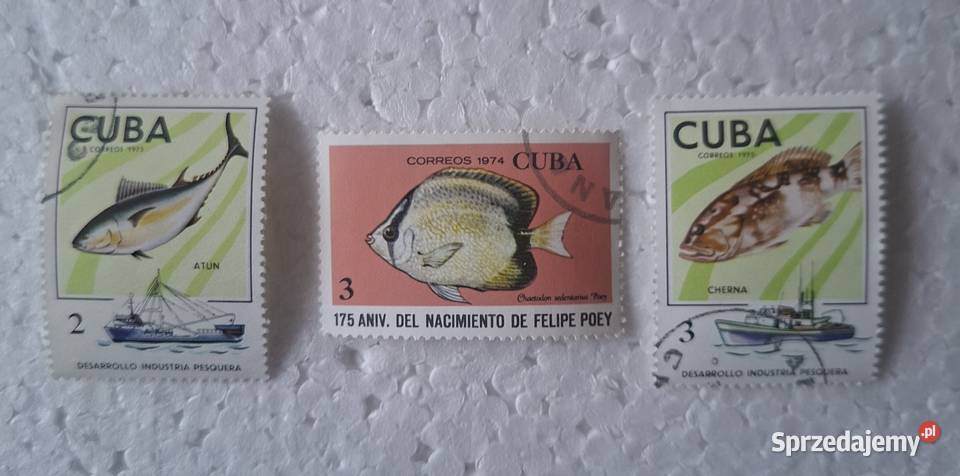 CUBA
CORREOS 1975
ATUN
2
DESARROLLO INDUSTRIA PESQUERA
CORREOS 1974 CUBA
3
Chaetodon sedentarius Poey
175 ANIV. DEL NACIMIENTO DE FELIPE POEY
CUBA
CORREOS 1975
CHERNA
3
DESARROLLO INDUSTRIA PESQUERA
Sprzedajemy.pl